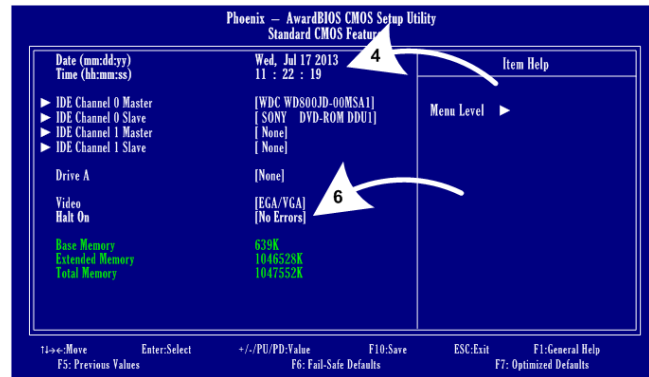 Phoenix — AwardBIOS CMOS Setup Utility
Standard CMOS Features
Date (mm:dd:yy) Wed, Jul 17 2013
Time (hh:mm:ss) 11 : 22 : 19
4
Item Help
▶ IDE Channel 0 Master [WDC WD800JD-00MSA1]
▶ IDE Channel 0 Slave [ SONY DVD-ROM DDU1]
▶ IDE Channel 1 Master [ None]
▶ IDE Channel 1 Slave [ None]
Menu Level ▶
Drive A [None]
Video [EGA/VGA]
Halt On [No Errors]
6
Base Memory 639K
Extended Memory 1046528K
Total Memory 1047552K
↑↓→←:Move Enter:Select +/-/PU/PD:Value F10:Save ESC:Exit F1:General Help
F5: Previous Values F6: Fail-Safe Defaults F7: Optimized Defaults